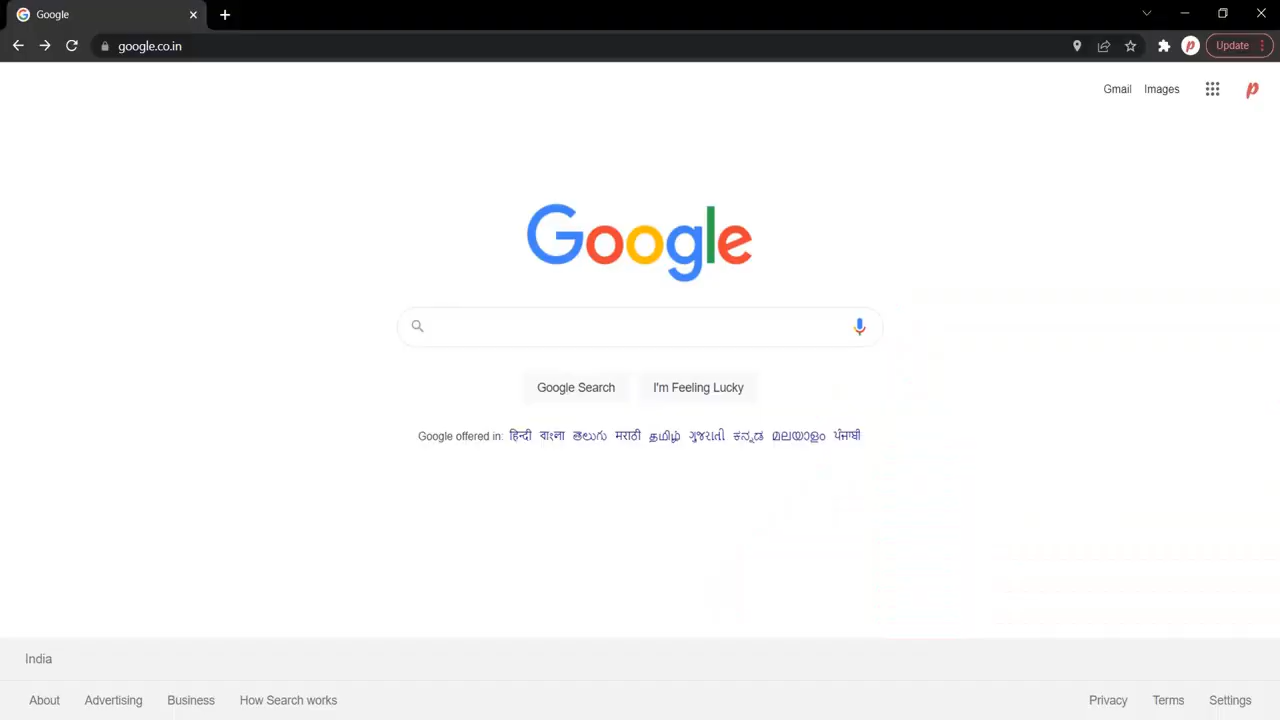 Google
google.co.in
Update
Gmail Images
Google
Google Search I'm Feeling Lucky
Google offered in: हिन्दी বাংলা తెలుగు मराठी தமிழ் ગુજરાતી ಕನ್ನಡ മലയാളം ਪੰਜਾਬੀ
India
About Advertising Business How Search works Privacy Terms Settings